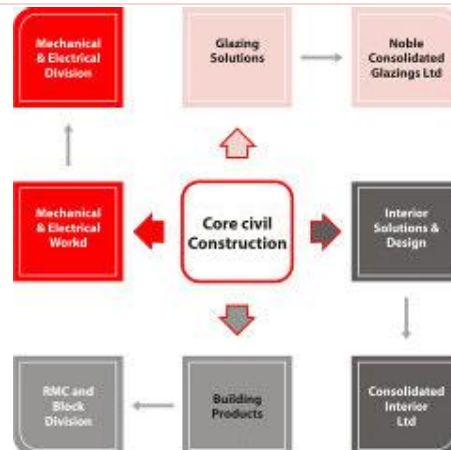 Mechanical
& Electrical
Division
Glazing
Solutions
Noble
Consolidated
Glazings Ltd
Mechanical
& Electrical
Workd
Core civil
Construction
Interior
Solutions &
Design
RMC and
Block
Division
Building
Products
Consolidated
Interior
Ltd